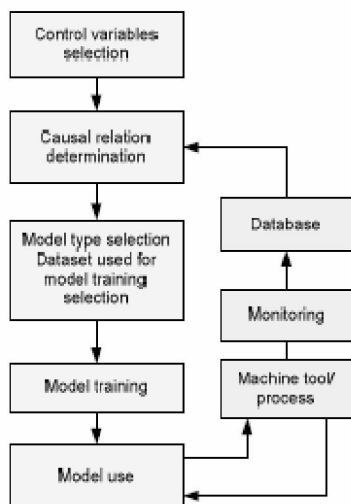 Control variables
selection
Causal relation
determination
Model type selection
Dataset used for
model training
selection
Database
Monitoring
Model training
Machine tool/
process
Model use